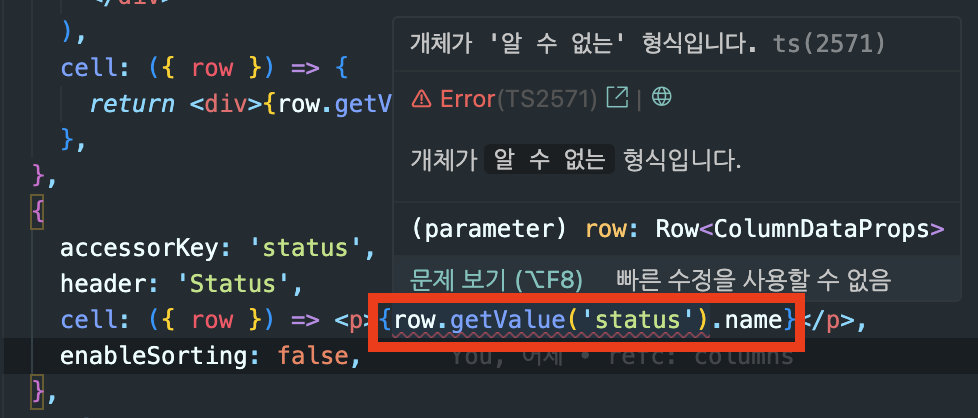 </div>
),
cell: ({ row }) => {
return <div>{row.getV
},
},
{
accessorKey: 'status',
header: 'Status',
cell: ({ row }) => <p>{row.getValue('status').name}</p>,
enableSorting: false, You, 어제 • refc: columns
},
개체가 '알 수 없는' 형식입니다. ts(2571)
Error(TS2571) |
개체가 알 수 없는 형식입니다.
(parameter) row: Row<ColumnDataProps>
문제 보기 (⌥F8) 빠른 수정을 사용할 수 없음